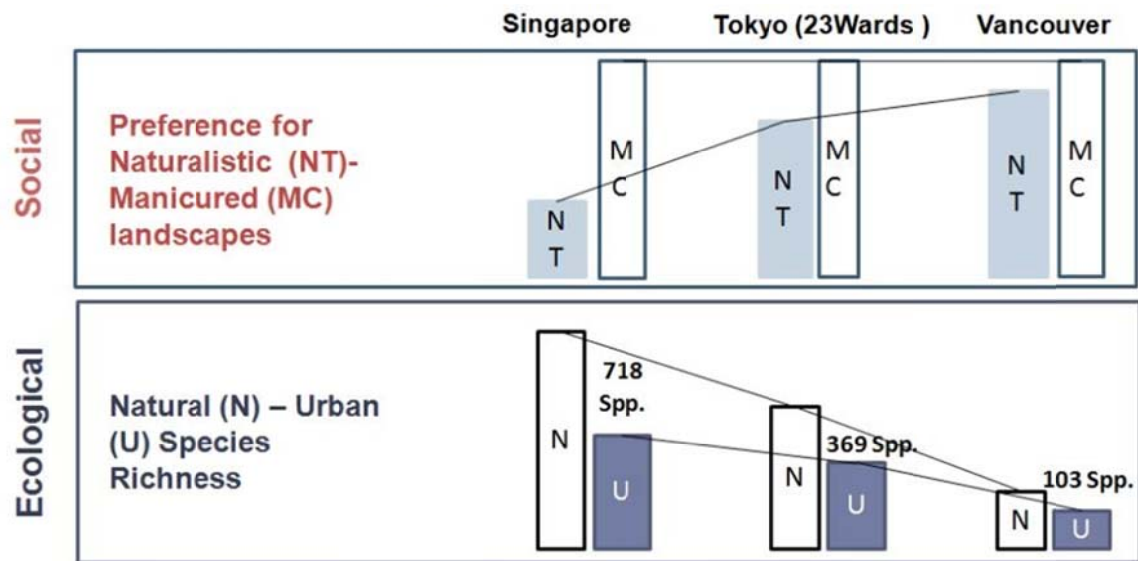 Singapore Tokyo (23Wards ) Vancouver
Social
Preference for
Naturalistic (NT)-
Manicured (MC)
landscapes
N
T
M
C
N
T
M
C
N
T
M
C
Ecological
Natural (N) – Urban
(U) Species
Richness
N
718
Spp.
U
N
369 Spp.
U
N
103 Spp.
U